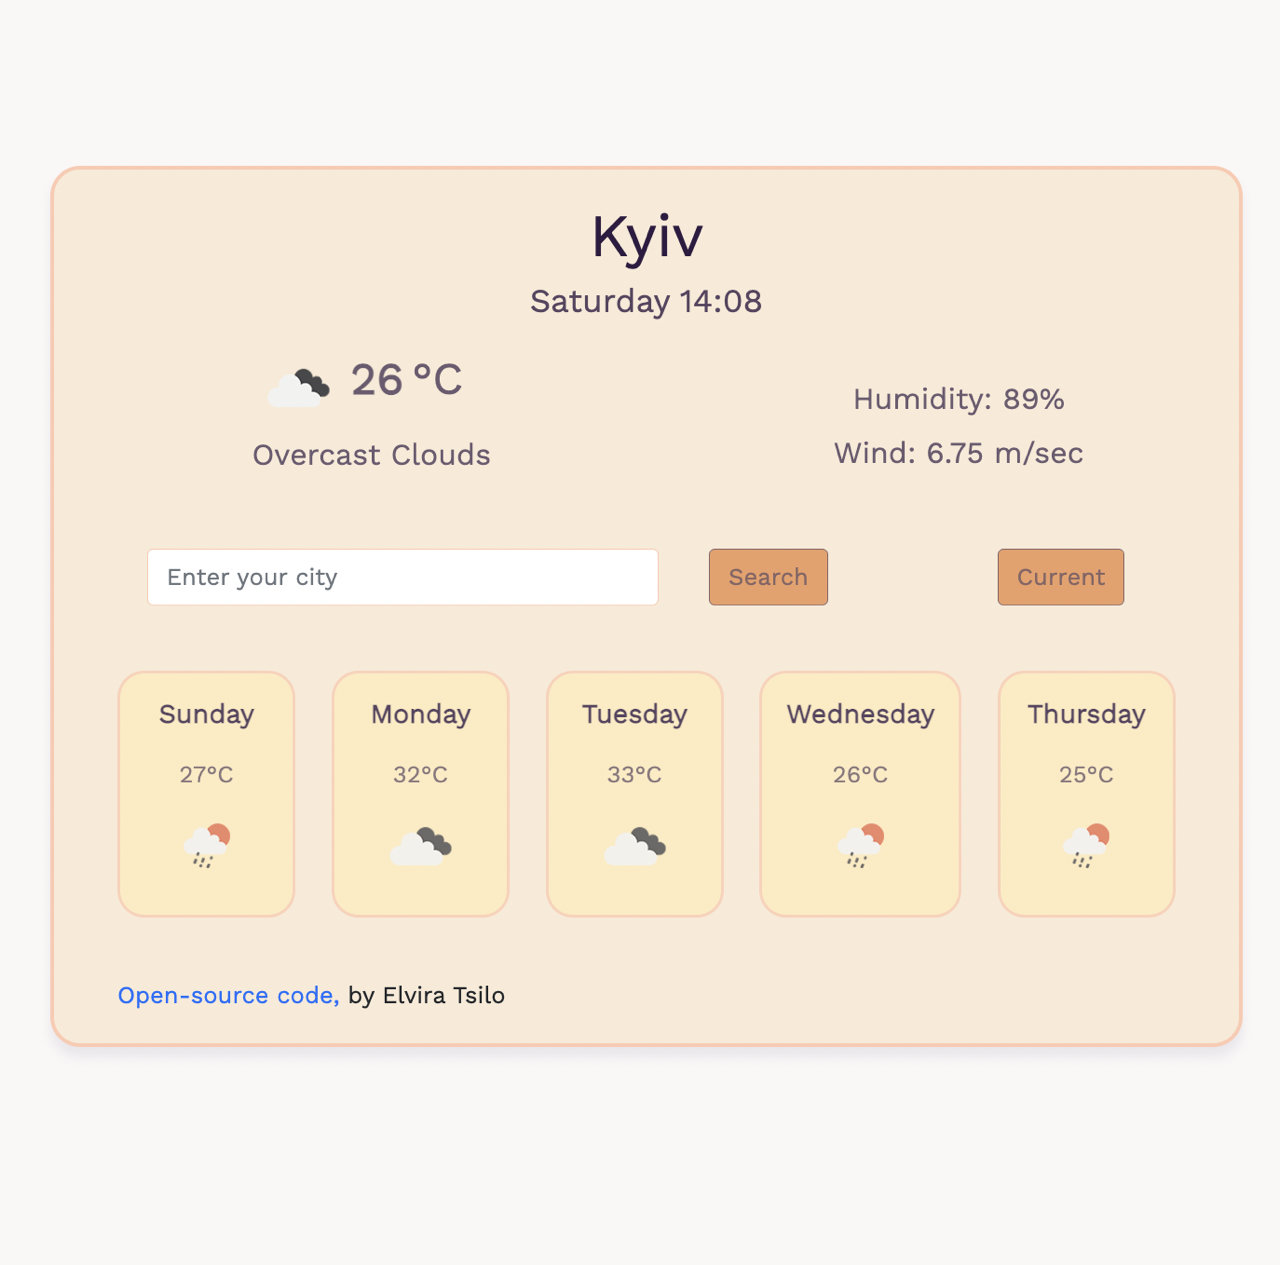 Kyiv
Saturday 14:08
26 °C
Overcast Clouds
Humidity: 89%
Wind: 6.75 m/sec
Enter your city
Search
Current
Sunday
27°C
Monday
32°C
Tuesday
33°C
Wednesday
26°C
Thursday
25°C
Open-source code, by Elvira Tsilo